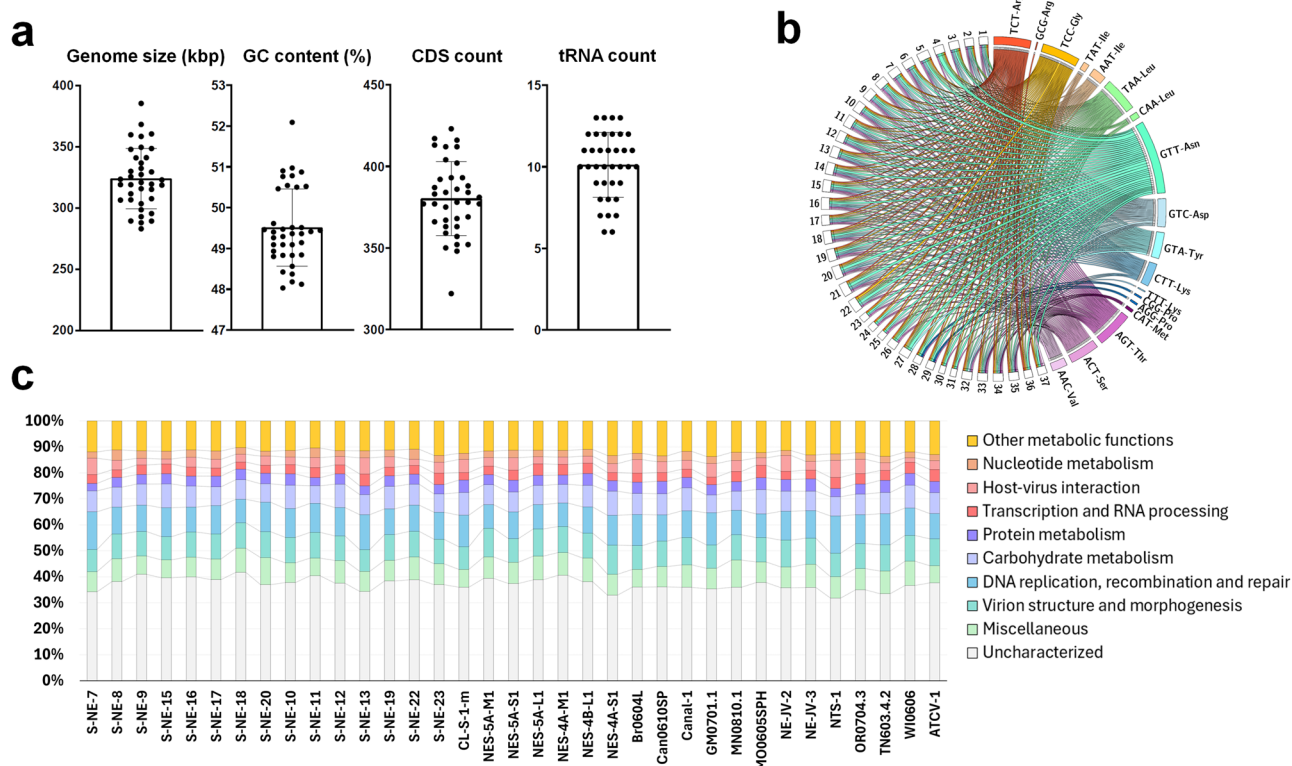 a
Genome size (kbp)
GC content (%)
CDS count
tRNA count
400
350
300
250
200
53
52
51
50
49
48
47
450
400
350
300
15
10
5
0
b
1
2
3
4
5
6
7
8
9
10
11
12
13
14
15
16
17
18
19
20
21
22
23
24
25
26
27
28
29
30
31
32
33
34
35
36
37
GCG-Arg
TCC-Gly
TAT-Ile
AAT-Ile
TAA-Leu
CAA-Leu
GTT-Asn
GTC-Asp
GTA-Tyr
CTT-Lys
TTT-Lys
CGG-Pro
AGG-Pro
CAT-Met
AGT-Thr
ACT-Ser
AAC-Val
c
100%
90%
80%
70%
60%
50%
40%
30%
20%
10%
0%
S-NE-7
S-NE-8
S-NE-9
S-NE-15
S-NE-16
S-NE-17
S-NE-18
S-NE-20
S-NE-10
S-NE-11
S-NE-12
S-NE-13
S-NE-19
S-NE-22
S-NE-23
CL-S-1-m
NES-5A-M1
NES-5A-S1
NES-5A-L1
NES-4A-M1
NES-4B-L1
NES-4A-S1
Br0604L
Can0610SP
Canal-1
GM0701.1
MN0810.1
MO0605SPH
NE-JV-2
NE-JV-3
NTS-1
OR0704.3
TN603.4.2
WI0606
ATCV-1
Other metabolic functions
Nucleotide metabolism
Host-virus interaction
Transcription and RNA processing
Protein metabolism
Carbohydrate metabolism
DNA replication, recombination and repair
Virion structure and morphogenesis
Miscellaneous
Uncharacterized